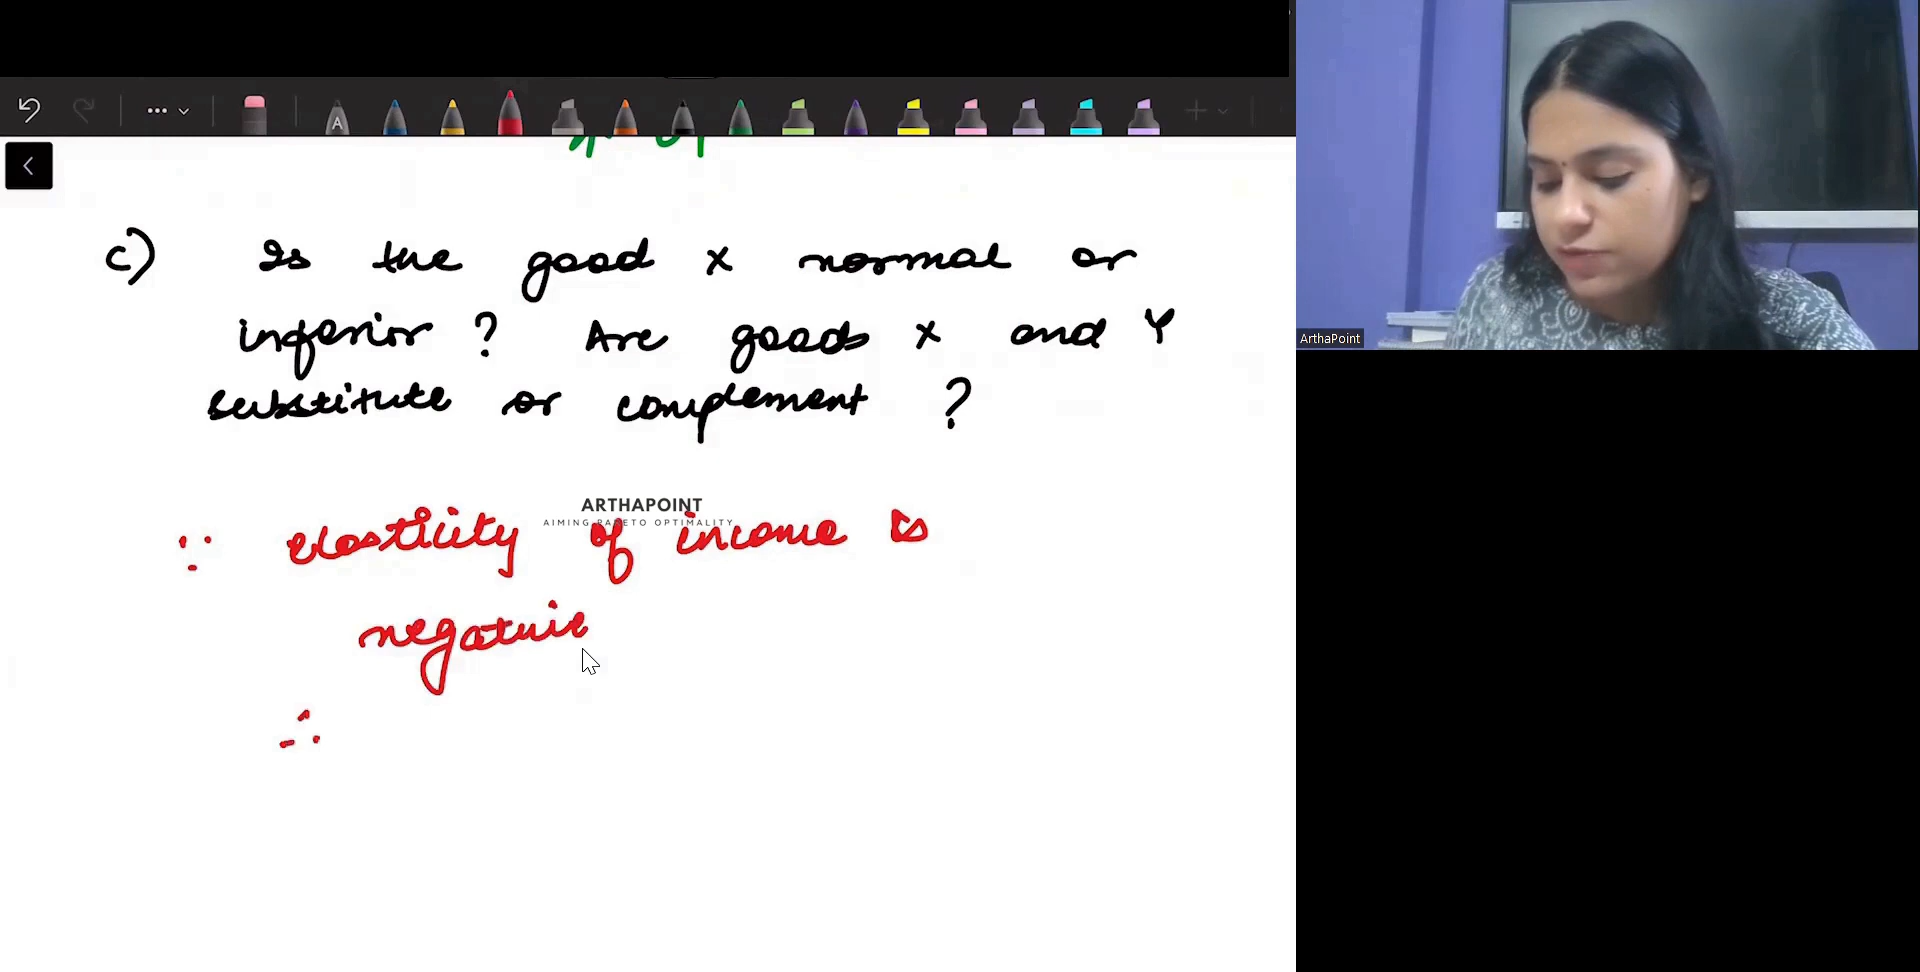 c) Is the good x normal or
inferior ? Are goods x and Y
substitute or complement ?
ARTHAPOINT
AIMING PARETO OPTIMALITY
∵ elasticity of income is
negative
∴
ArthaPoint
A